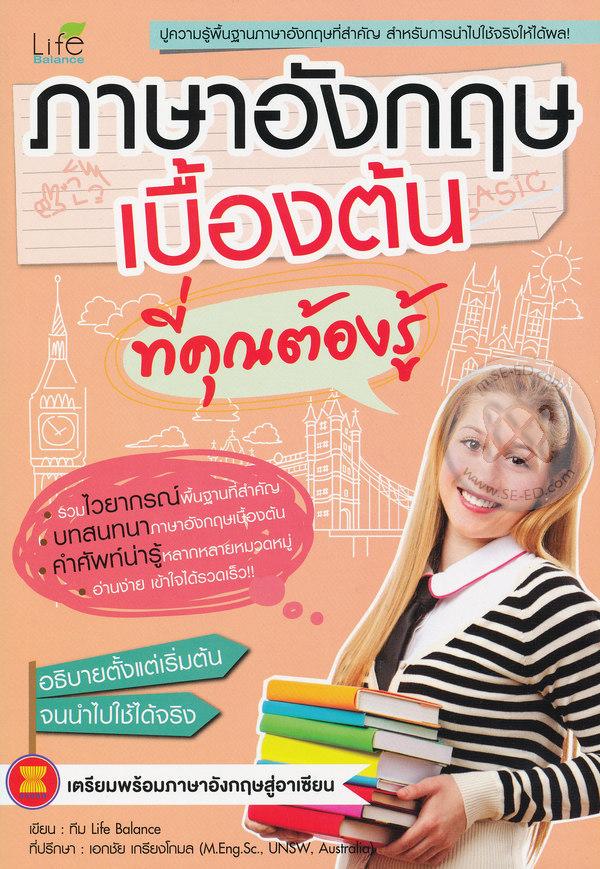 Life
Balance
ปูความรู้พื้นฐานภาษาอังกฤษที่สำคัญ สำหรับการนำไปใช้จริงให้ได้ผล!
ภาษาอังกฤษ
เบื้องต้น
BASIC
ที่คุณต้องรู้
m.SE-ED.com
www.SE-ED.com
• รวมไวยากรณ์พื้นฐานที่สำคัญ
• บทสนทนาภาษาอังกฤษเบื้องต้น
• คำศัพท์น่ารู้หลากหลายหมวดหมู่
• อ่านง่าย เข้าใจได้รวดเร็ว!!
อธิบายตั้งแต่เริ่มต้น
จนนำไปใช้ได้จริง
เตรียมพร้อมภาษาอังกฤษสู่อาเซียน
เขียน : ทีม Life Balance
ที่ปรึกษา : เอกชัย เกรียงโกมล (M.Eng.Sc., UNSW, Australia)